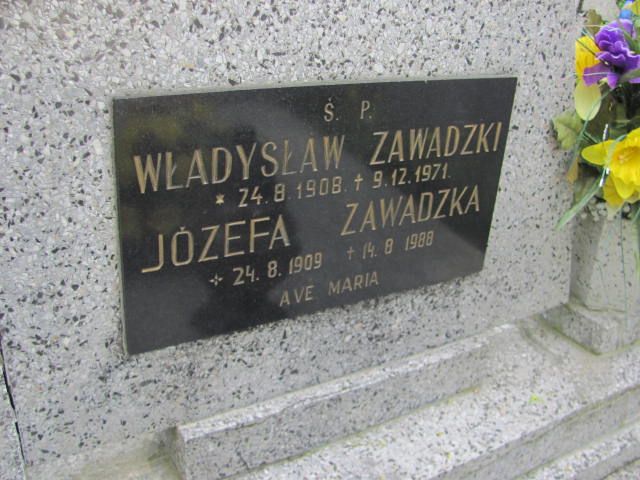 Ś. P.
WŁADYSŁAW ZAWADZKI
* 24.8.1908. † 9.12.1971.
JÓZEFA ZAWADZKA
* 24.8.1909 † 14.8 1988
AVE MARIA